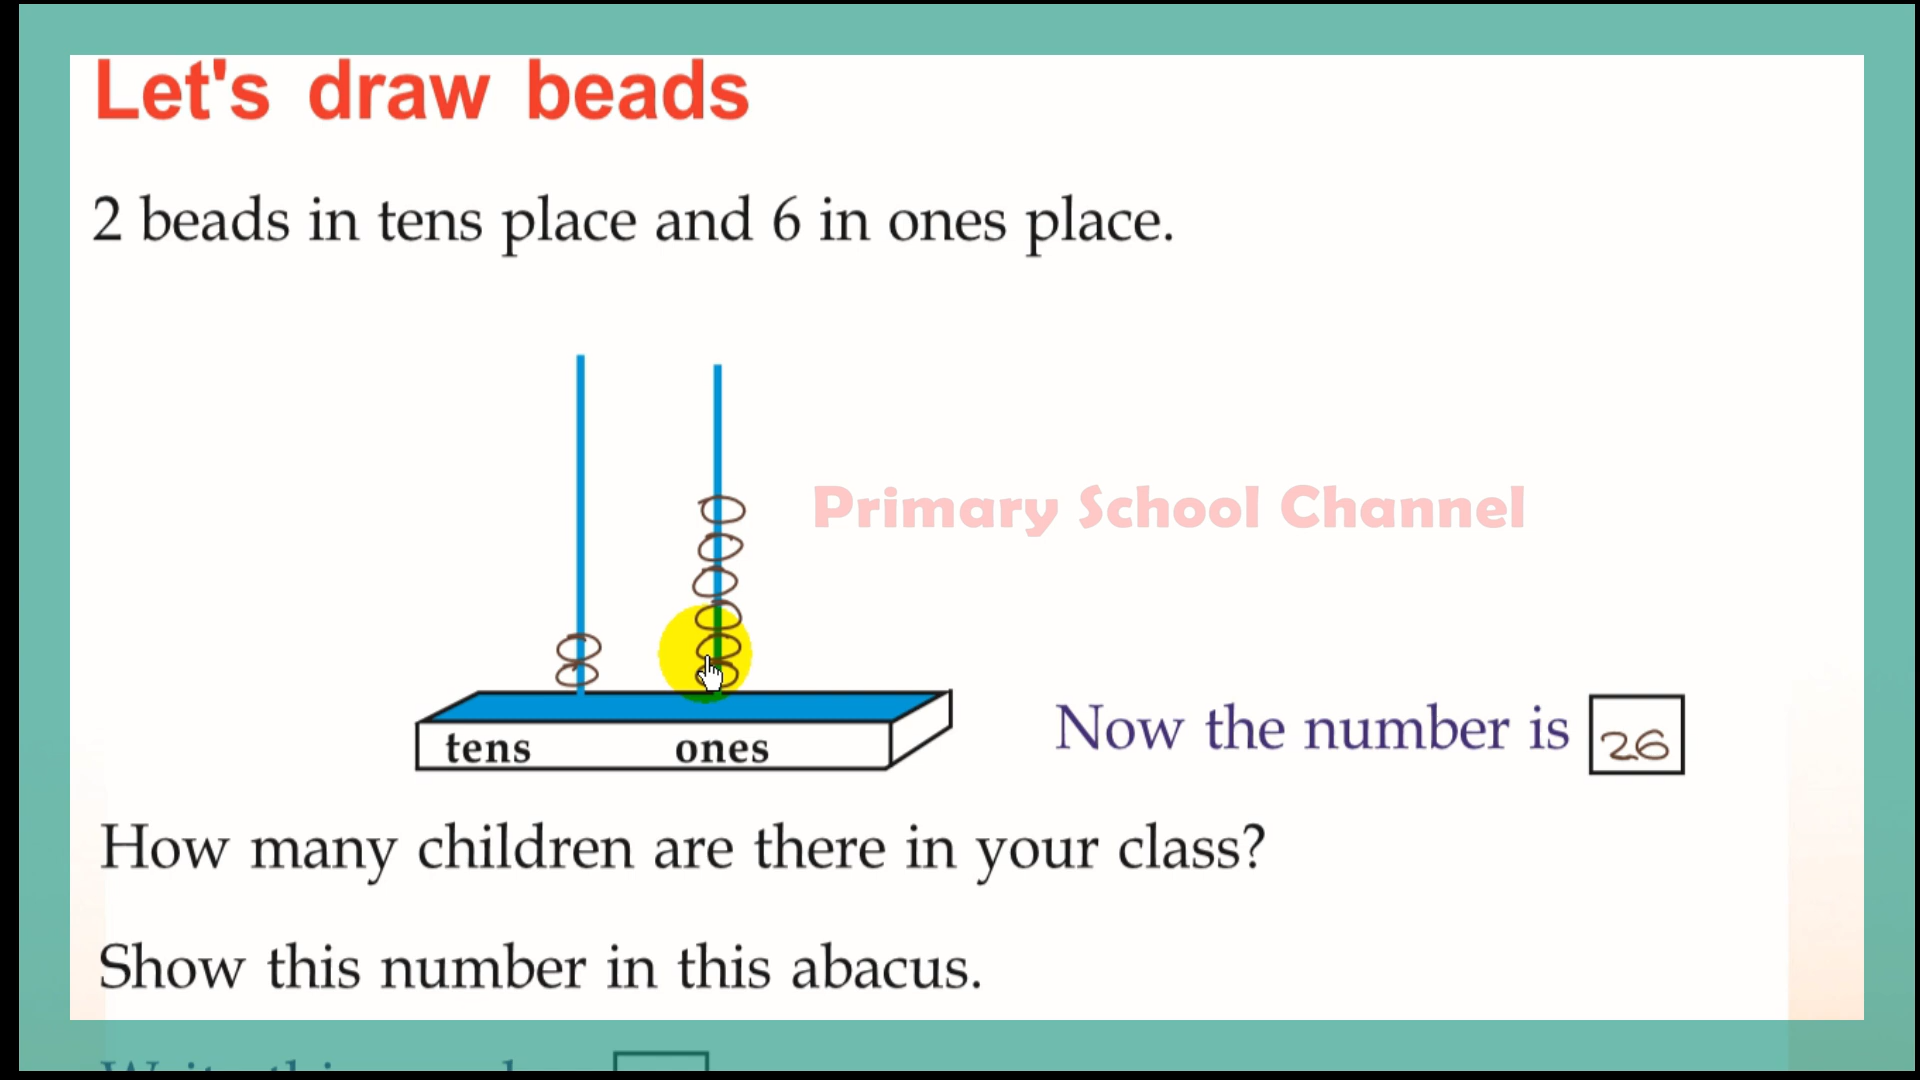 Let's draw beads
2 beads in tens place and 6 in ones place.
Primary School Channel
tens ones
Now the number is 26
How many children are there in your class?
Show this number in this abacus.